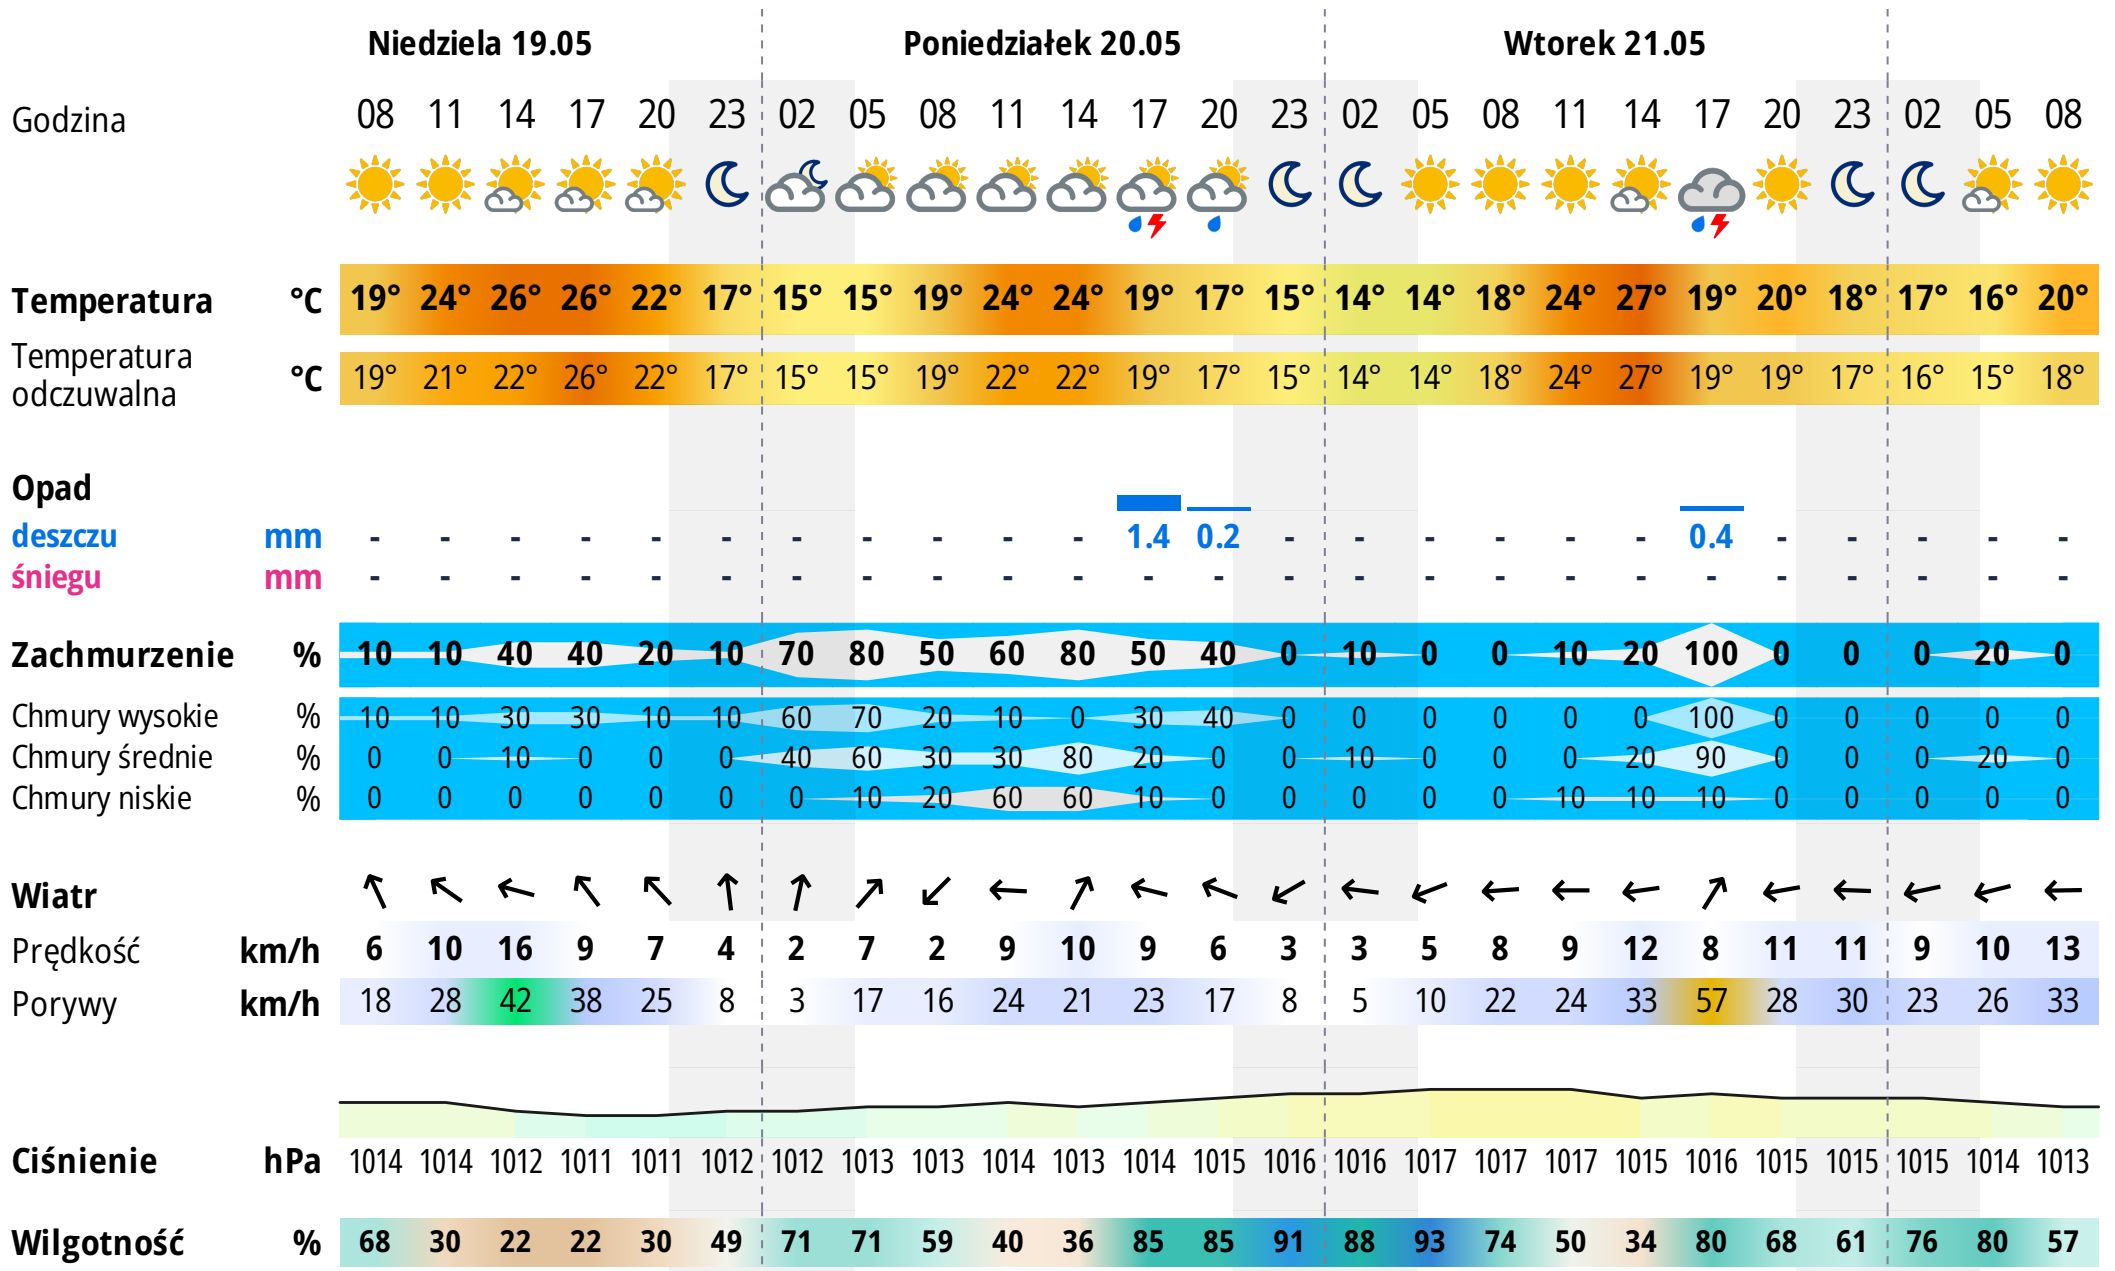 Niedziela 19.05 Poniedziałek 20.05 Wtorek 21.05
Godzina 08 11 14 17 20 23 02 05 08 11 14 17 20 23 02 05 08 11 14 17 20 23 02 05 08
Temperatura °C 19° 24° 26° 26° 22° 17° 15° 15° 19° 24° 24° 19° 17° 15° 14° 14° 18° 24° 27° 19° 20° 18° 17° 16° 20°
Temperatura
odczuwalna °C 19° 21° 22° 26° 22° 17° 15° 15° 19° 22° 22° 19° 17° 15° 14° 14° 18° 24° 27° 19° 19° 17° 16° 15° 18°
Opad
deszczu mm - - - - - - - - - - - 1.4 0.2 - - - - - - 0.4 - - - - -
śniegu mm - - - - - - - - - - - - - - - - - - - - - - - - -
Zachmurzenie % 10 10 40 40 20 10 70 80 50 60 80 50 40 0 10 0 0 10 20 100 0 0 0 20 0
Chmury wysokie % 10 10 30 30 10 10 60 70 20 10 0 30 40 0 0 0 0 0 0 100 0 0 0 0 0
Chmury średnie % 0 0 10 0 0 0 40 60 30 30 80 20 0 0 10 0 0 0 20 90 0 0 0 20 0
Chmury niskie % 0 0 0 0 0 0 0 10 20 60 60 10 0 0 0 0 0 10 10 10 0 0 0 0 0
Wiatr
Prędkość km/h 6 10 16 9 7 4 2 7 2 9 10 9 6 3 3 5 8 9 12 8 11 11 9 10 13
Porywy km/h 18 28 42 38 25 8 3 17 16 24 21 23 17 8 5 10 22 24 33 57 28 30 23 26 33
Ciśnienie hPa 1014 1014 1012 1011 1011 1012 1012 1013 1013 1014 1013 1014 1015 1016 1016 1017 1017 1017 1015 1016 1015 1015 1015 1014 1013
Wilgotność % 68 30 22 22 30 49 71 71 59 40 36 85 85 91 88 93 74 50 34 80 68 61 76 80 57